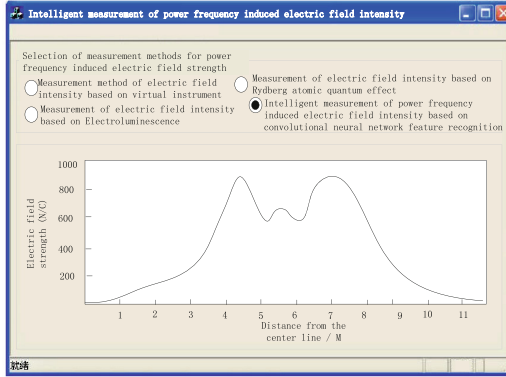 Intelligent measurement of power frequency induced electric field intensity
Selection of measurement methods for power
frequency induced electric field strength
Measurement method of electric field
intensity based on virtual instrument
Measurement of electric field intensity
based on Electroluminescence
Measurement of electric field intensity based on
Rydberg atomic quantum effect
Intelligent measurement of power frequency
induced electric field intensity based on
convolutional neural network feature recognition
Electric field
strength (N/C)
1000
800
600
400
200
1 2 3 4 5 6 7 8 9 10 11
Distance from the
center line / M
就绪